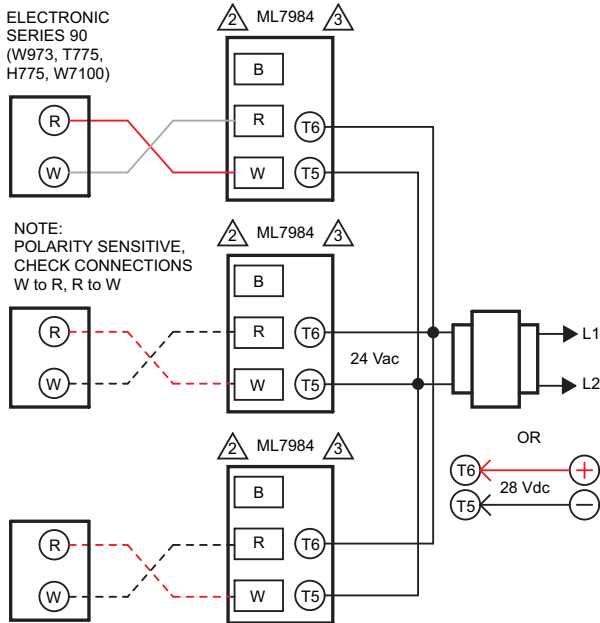 ELECTRONIC
SERIES 90
(W973, T775,
H775, W7100)
2 ML7984 3
B
R
R
T6
W
W
T5
NOTE:
POLARITY SENSITIVE,
CHECK CONNECTIONS
W to R, R to W
2 ML7984 3
B
R
R
T6
24 Vac
L1
W
W
T5
L2
2 ML7984 3
OR
T6
+
B
28 Vdc
T5
−
R
R
T6
W
W
T5